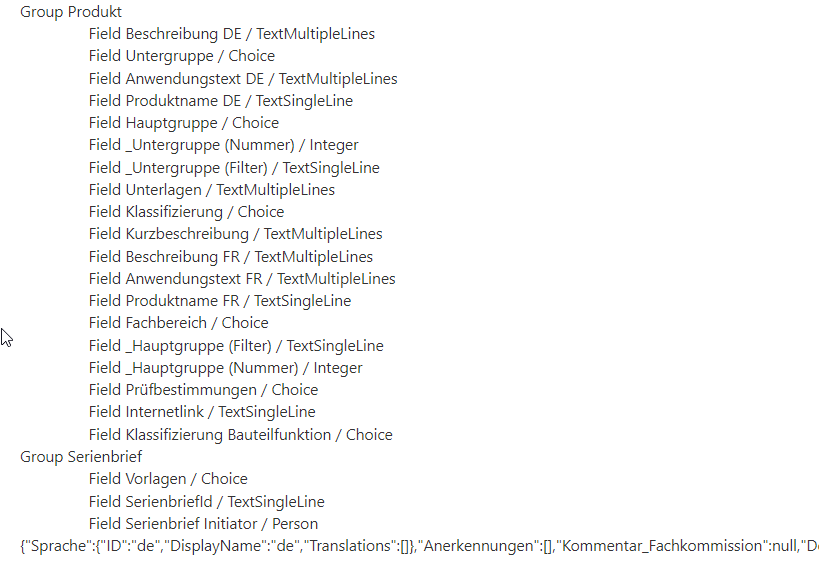 Group Produkt
Field Beschreibung DE / TextMultipleLines
Field Untergruppe / Choice
Field Anwendungstext DE / TextMultipleLines
Field Produktname DE / TextSingleLine
Field Hauptgruppe / Choice
Field _Untergruppe (Nummer) / Integer
Field _Untergruppe (Filter) / TextSingleLine
Field Unterlagen / TextMultipleLines
Field Klassifizierung / Choice
Field Kurzbeschreibung / TextMultipleLines
Field Beschreibung FR / TextMultipleLines
Field Anwendungstext FR / TextMultipleLines
Field Produktname FR / TextSingleLine
Field Fachbereich / Choice
Field _Hauptgruppe (Filter) / TextSingleLine
Field _Hauptgruppe (Nummer) / Integer
Field Prüfbestimmungen / Choice
Field Internetlink / TextSingleLine
Field Klassifizierung Bauteilfunktion / Choice
Group Serienbrief
Field Vorlagen / Choice
Field SerienbriefId / TextSingleLine
Field Serienbrief Initiator / Person
{"Sprache":{"ID":"de","DisplayName":"de","Translations":[]},"Anerkennungen":[],"Kommentar_Fachkommission":null,"D